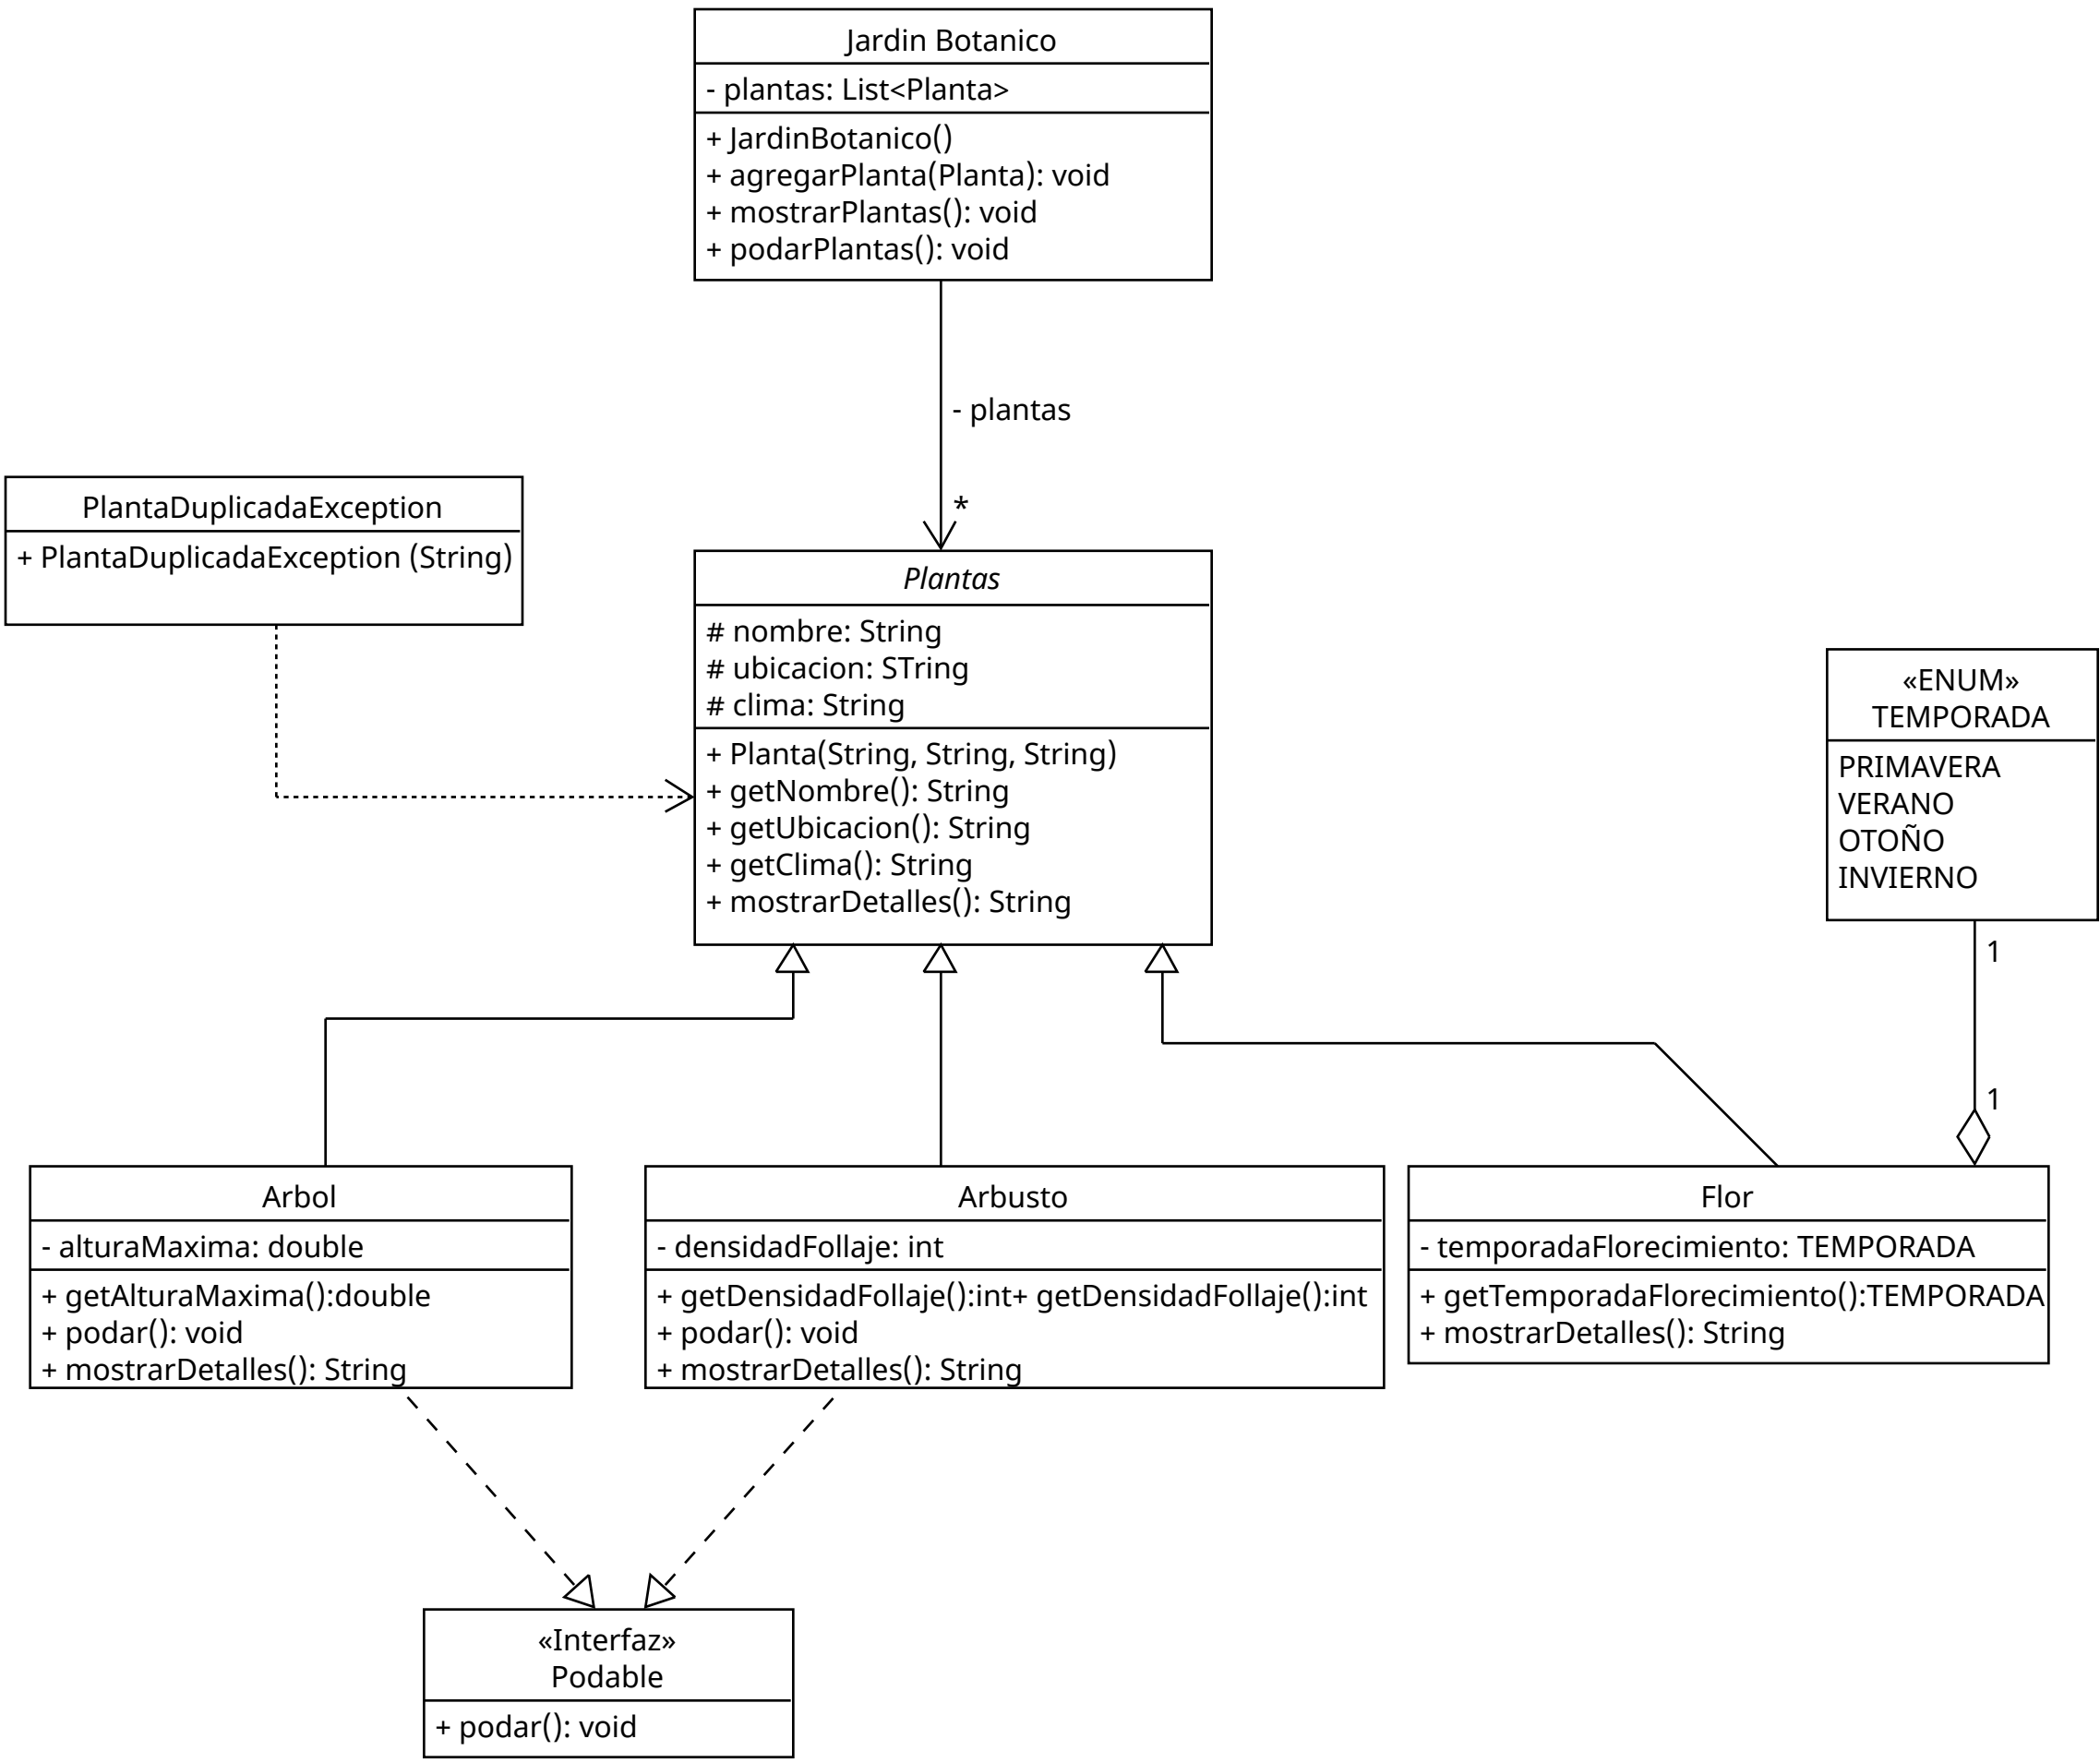 Jardin Botanico
- plantas: List<Planta>
+ JardinBotanico()
+ agregarPlanta(Planta): void
+ mostrarPlantas(): void
+ podarPlantas(): void
- plantas
*
PlantaDuplicadaException
+ PlantaDuplicadaException (String)
Plantas
# nombre: String
# ubicacion: STring
# clima: String
+ Planta(String, String, String)
+ getNombre(): String
+ getUbicacion(): String
+ getClima(): String
+ mostrarDetalles(): String
«ENUM»
TEMPORADA
PRIMAVERA
VERANO
OTOÑO
INVIERNO
1
1
Arbol
- alturaMaxima: double
+ getAlturaMaxima():double
+ podar(): void
+ mostrarDetalles(): String
Arbusto
- densidadFollaje: int
+ getDensidadFollaje():int+ getDensidadFollaje():int
+ podar(): void
+ mostrarDetalles(): String
Flor
- temporadaFlorecimiento: TEMPORADA
+ getTemporadaFlorecimiento():TEMPORADA
+ mostrarDetalles(): String
«Interfaz»
Podable
+ podar(): void